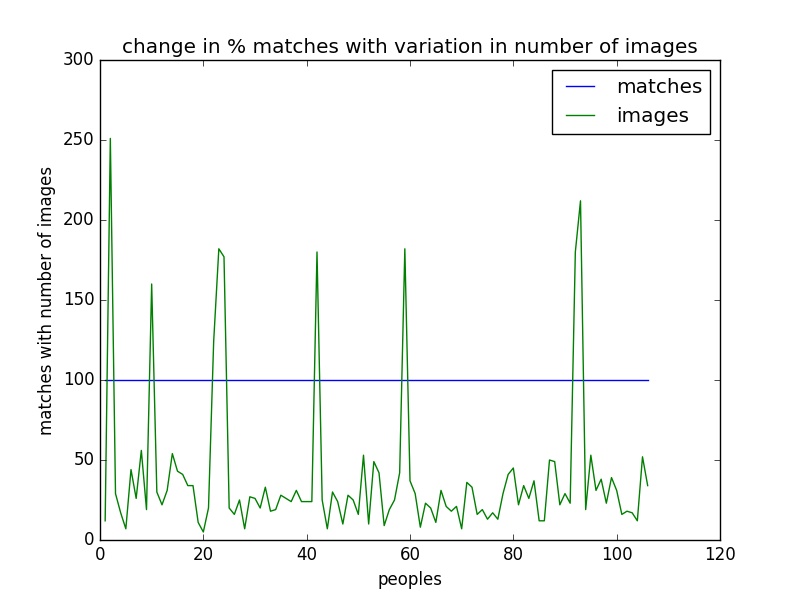 change in % matches with variation in number of images
matches
images
300
250
200
150
100
50
0
matches with number of images
0 20 40 60 80 100 120
peoples